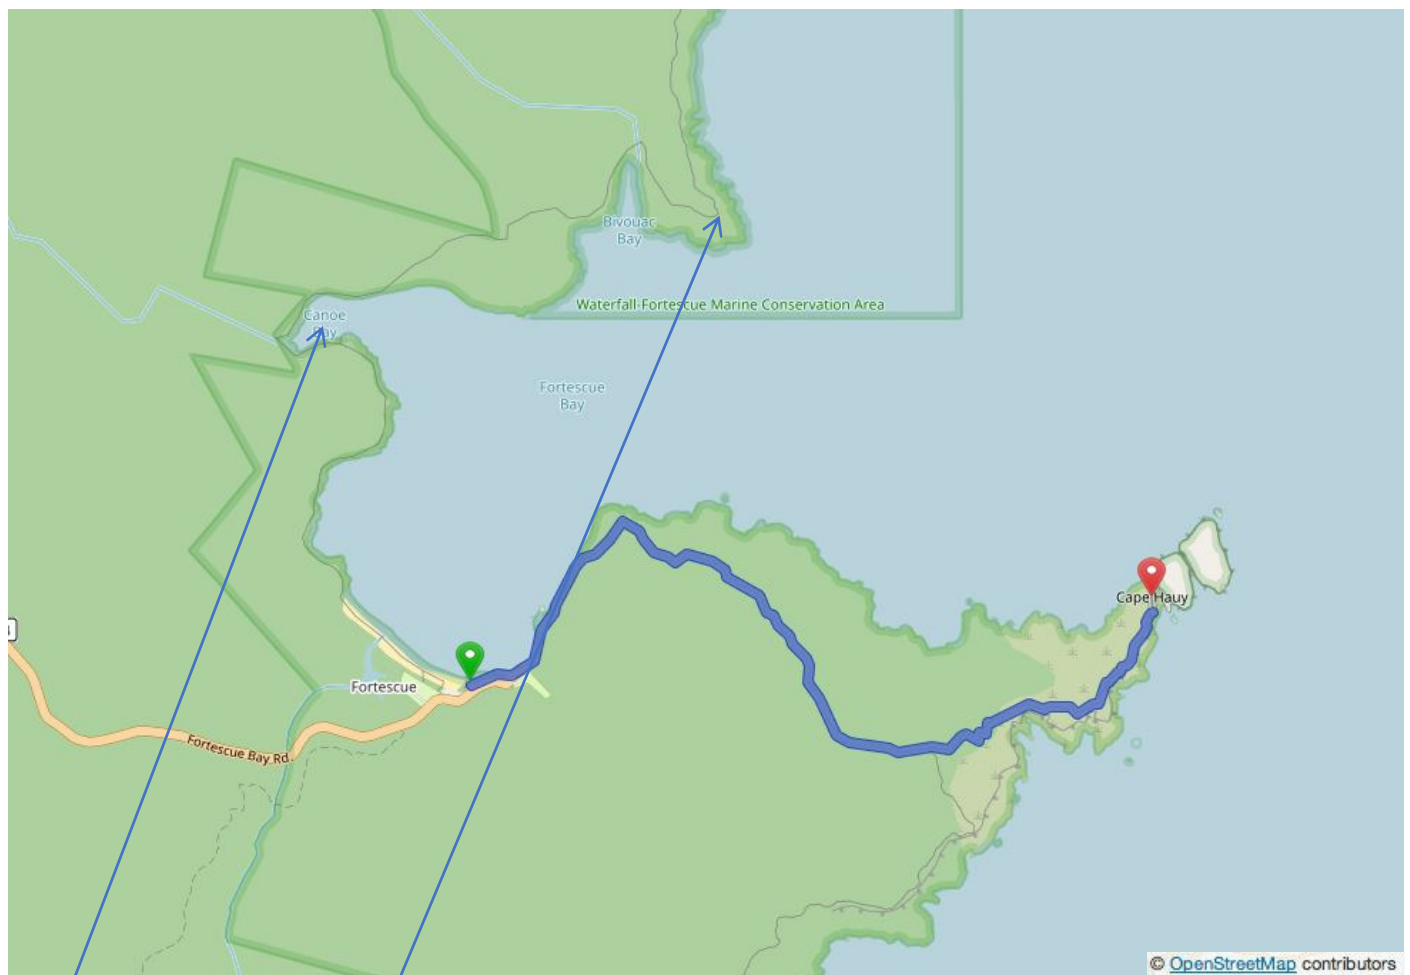 Bivouac
Bay
Waterfall-Fortescue Marine Conservation Area
Canoe
Bay
Fortescue
Bay
Cape Hauy
Fortescue
Fortescue Bay Rd
© OpenStreetMap contributors